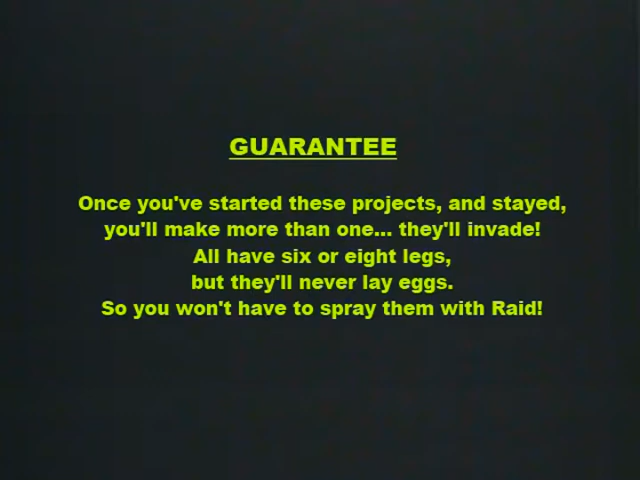 GUARANTEE
Once you've started these projects, and stayed,
you'll make more than one... they'll invade!
All have six or eight legs,
but they'll never lay eggs.
So you won't have to spray them with Raid!